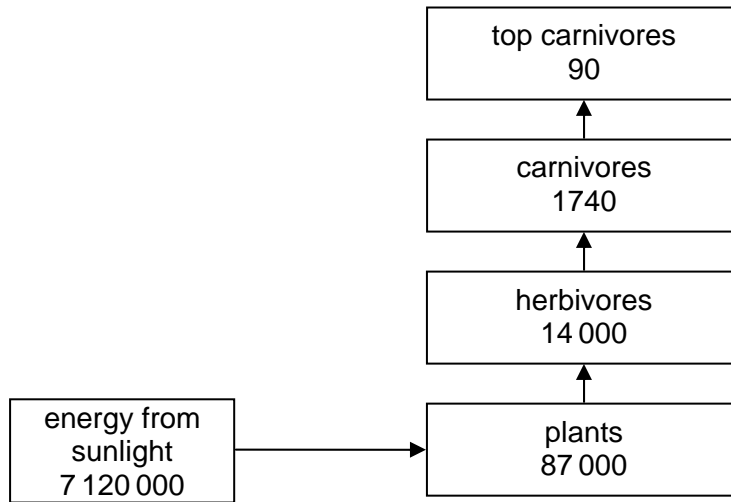 top carnivores
90
carnivores
1740
herbivores
14 000
energy from
sunlight
7 120 000
plants
87 000